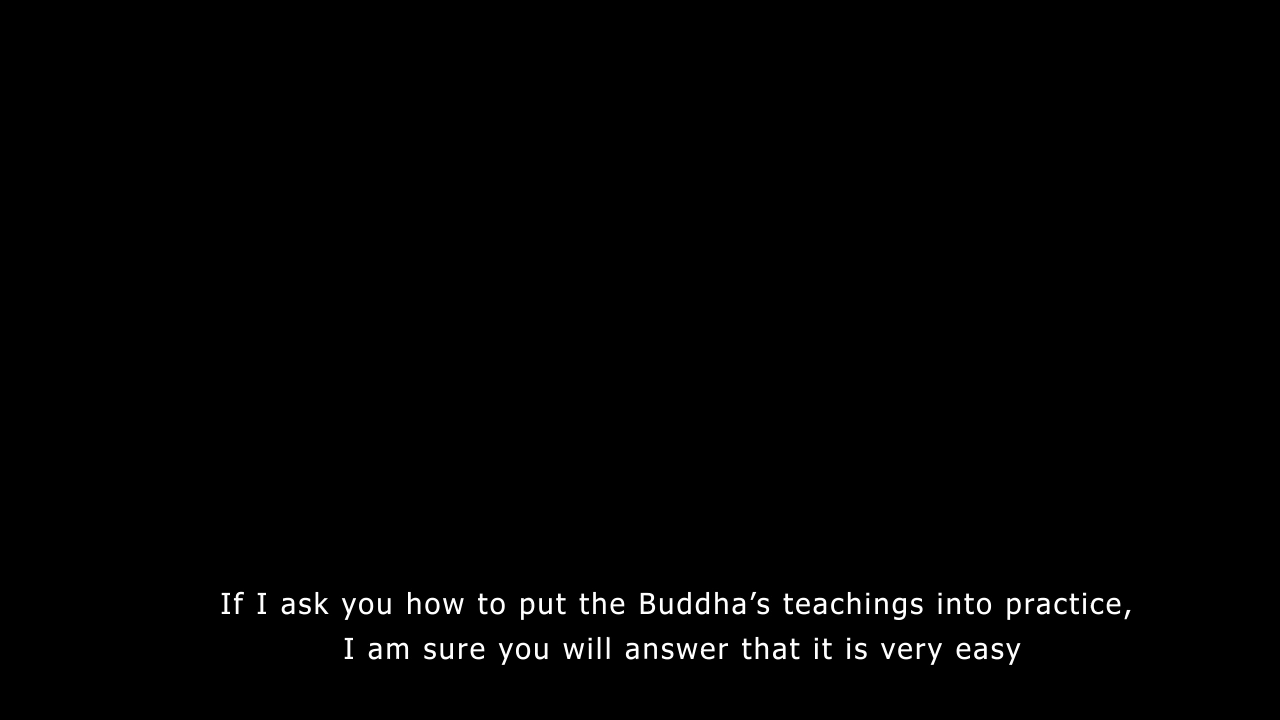 If I ask you how to put the Buddha’s teachings into practice,
I am sure you will answer that it is very easy